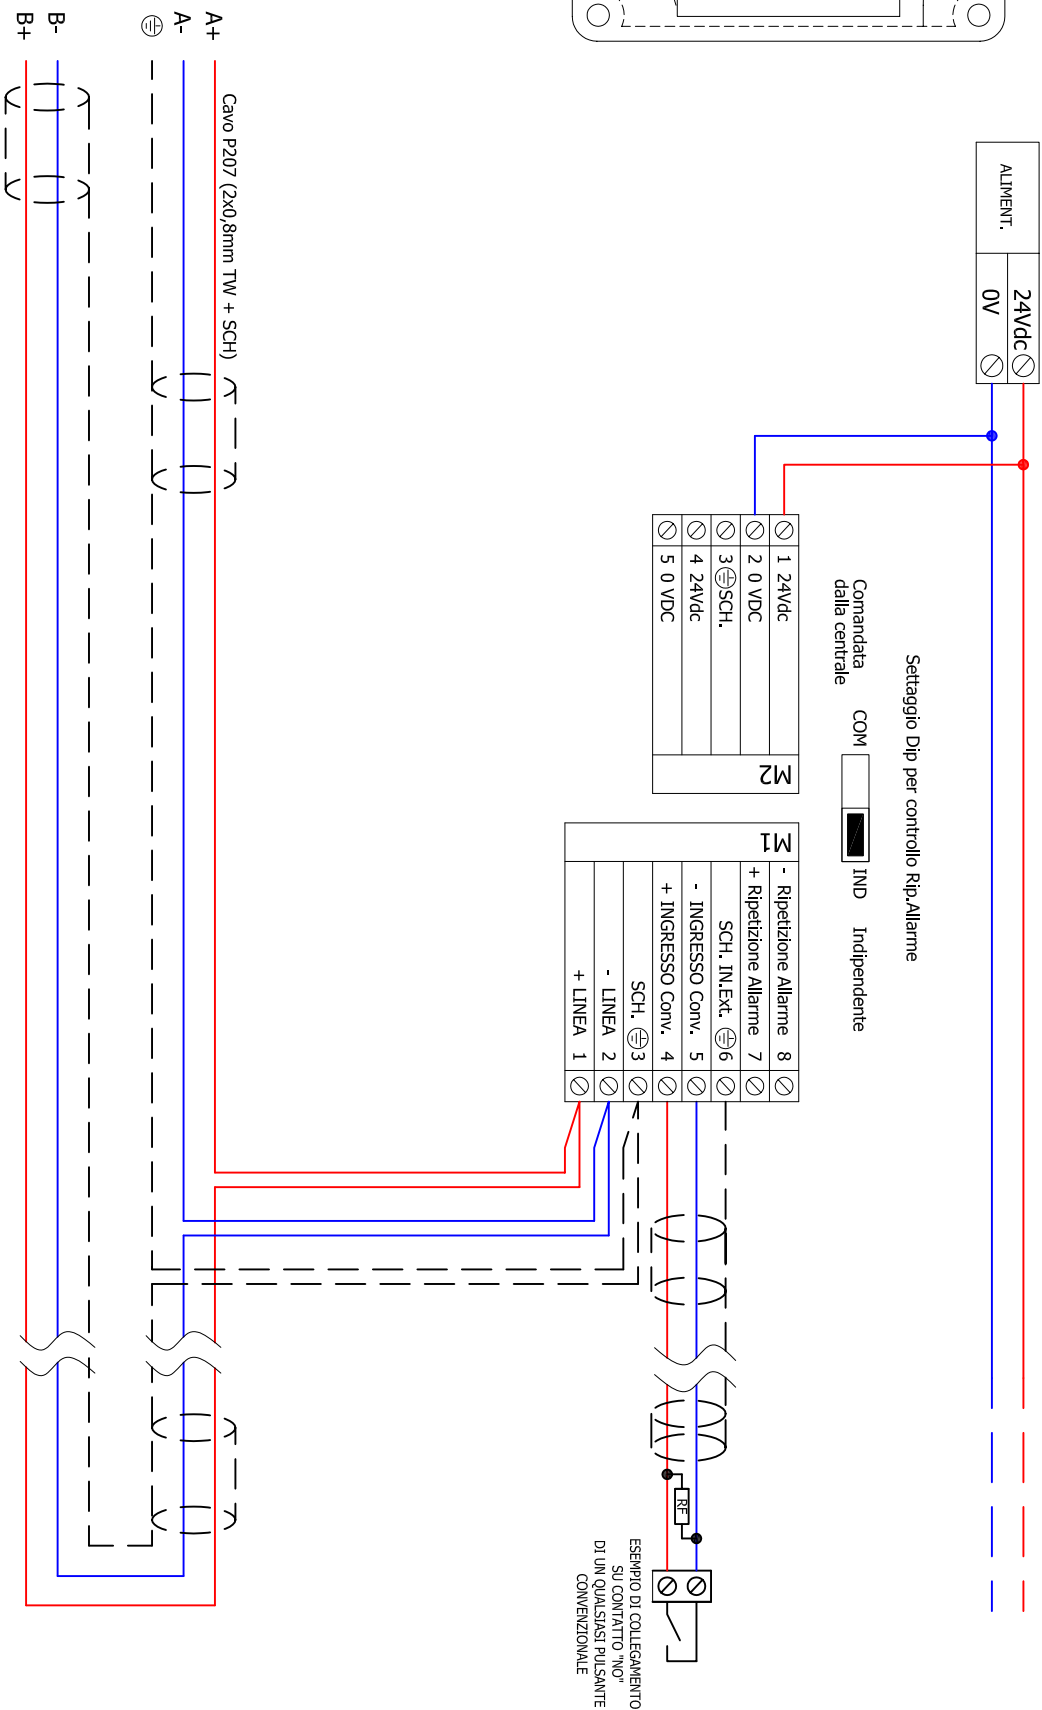 ALIMENT.
24Vdc
0V
Settaggio Dip per controllo Rip.Allarme
Comandata
dalla centrale
COM
IND
Indipendente
1 24Vdc
2 0 VDC
3 SCH.
4 24Vdc
5 0 VDC
M2
M1
- Ripetizione Allarme 8
+ Ripetizione Allarme 7
SCH. IN.Ext. 6
- INGRESSO Conv. 5
+ INGRESSO Conv. 4
SCH. 3
- LINEA 2
+ LINEA 1
RF
ESEMPIO DI COLLEGAMENTO
SU CONTATTO "NO"
DI UN QUALSIASI PULSANTE
CONVENZIONALE
Cavo P207 (2x0,8mm TW + SCH)
A+
A-
B-
B+